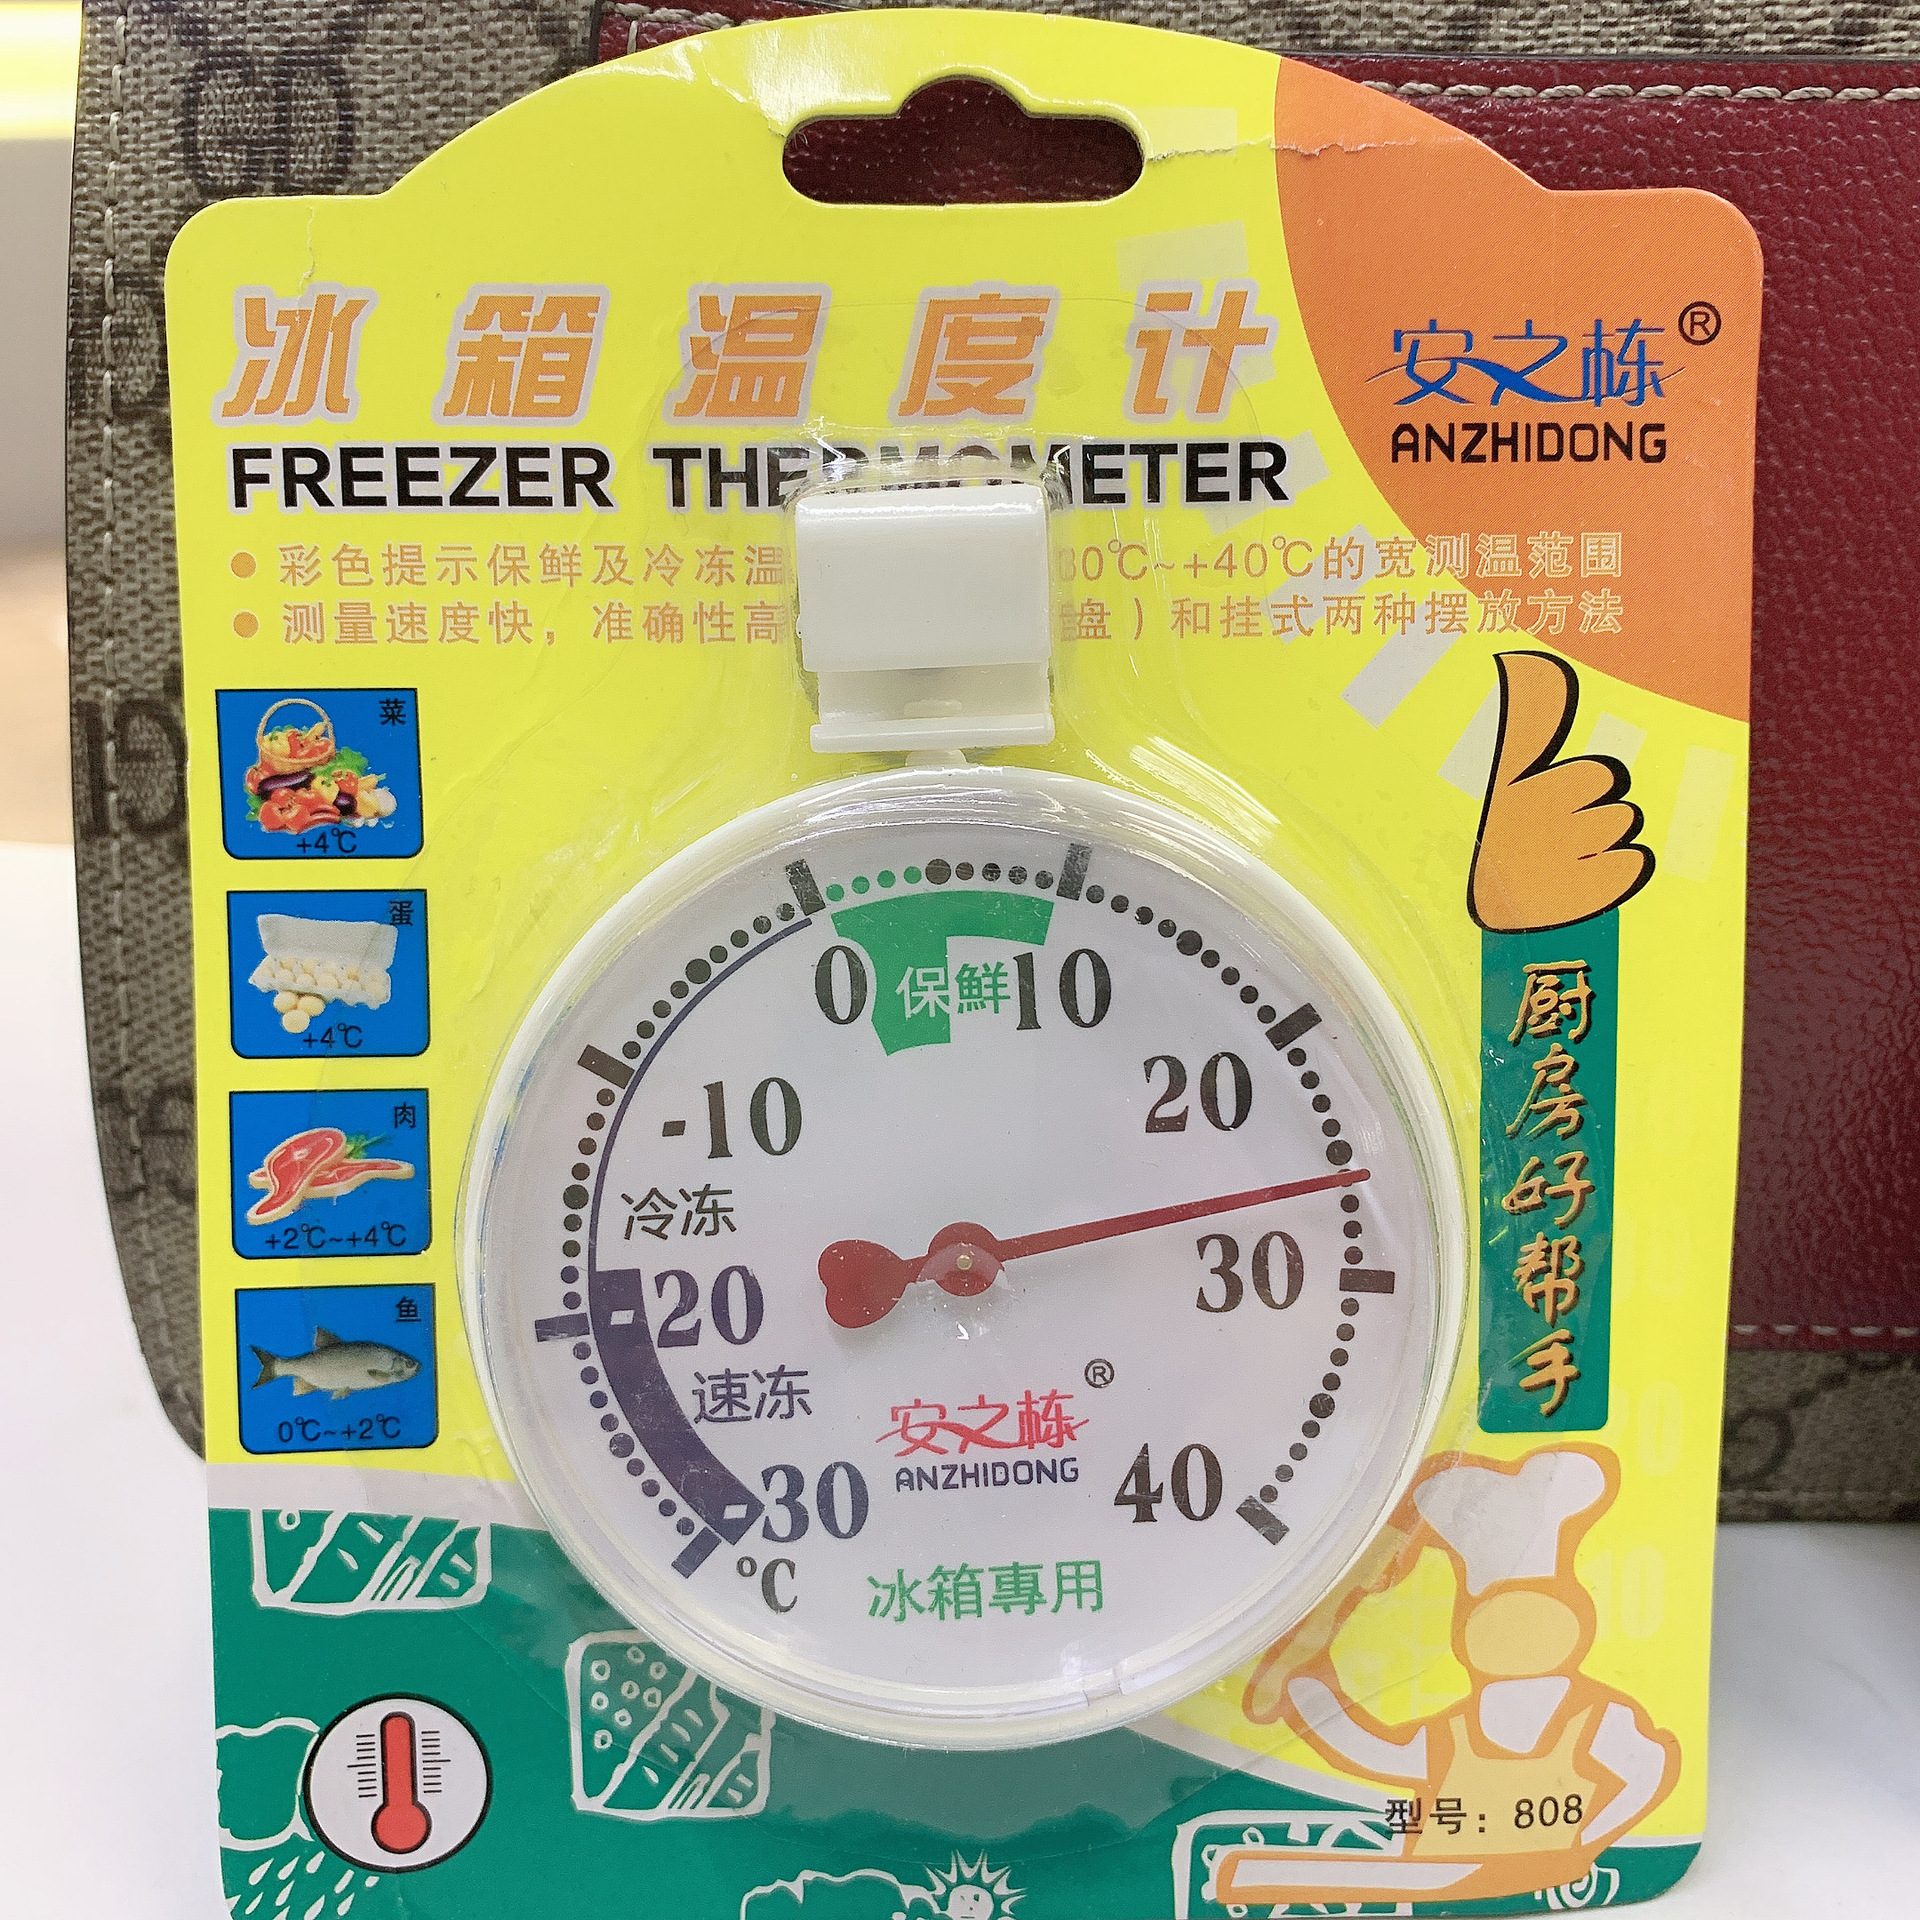 冰箱温度计
安之栋®
ANZHIDONG
FREEZER THERMOMETER
• 彩色提示保鲜及冷冻温 30℃~+40℃的宽测温范围
• 测量速度快，准确性高 盘）和挂式两种摆放方法
菜
+4℃
蛋
+4℃
肉
+2℃~+4℃
鱼
0℃~+2℃
0 保鮮 10
-10 20
冷冻
-20 30
速冻
安之栋®
ANZHIDONG
-30 40
℃
冰箱專用
厨房好帮手
型号：808